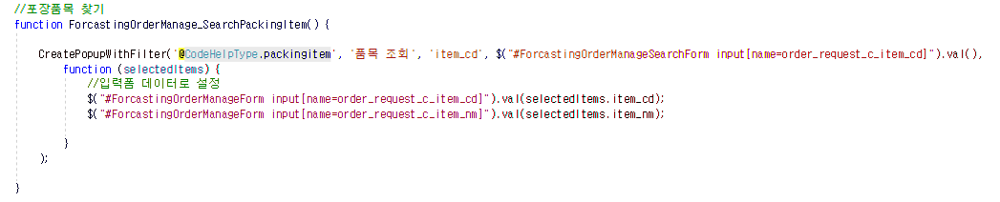 //포장품목 찾기
function ForcastingOrderManage_SearchPackingItem() {
CreatePopupWithFilter('@CodeHelpType.packingitem', '품목 조회', 'item_cd', $("#ForcastingOrderManageSearchForm input[name=order_request_c_item_cd]").val(),
function (selectedItems) {
//입력폼 데이터로 설정
$("#ForcastingOrderManageForm input[name=order_request_c_item_cd]").val(selectedItems.item_cd);
$("#ForcastingOrderManageForm input[name=order_request_c_item_nm]").val(selectedItems.item_nm);
}
);
}